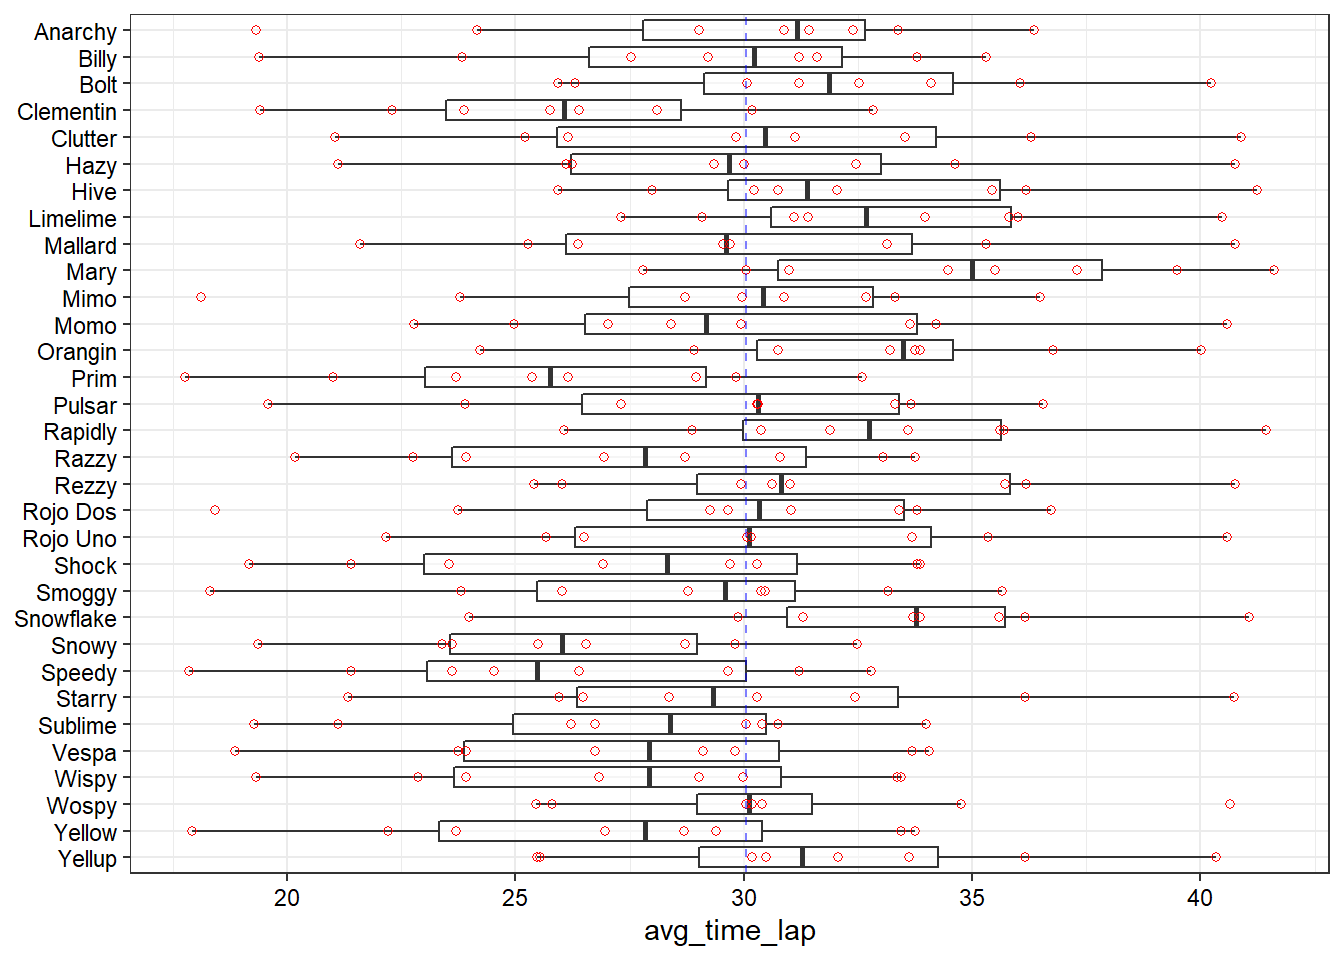 Anarchy
Billy
Bolt
Clementin
Clutter
Hazy
Hive
Limelime
Mallard
Mary
Mimo
Momo
Orangin
Prim
Pulsar
Rapidly
Razzy
Rezzy
Rojo Dos
Rojo Uno
Shock
Smoggy
Snowflake
Snowy
Speedy
Starry
Sublime
Vespa
Wispy
Wospy
Yellow
Yellup
20 25 30 35 40
avg_time_lap